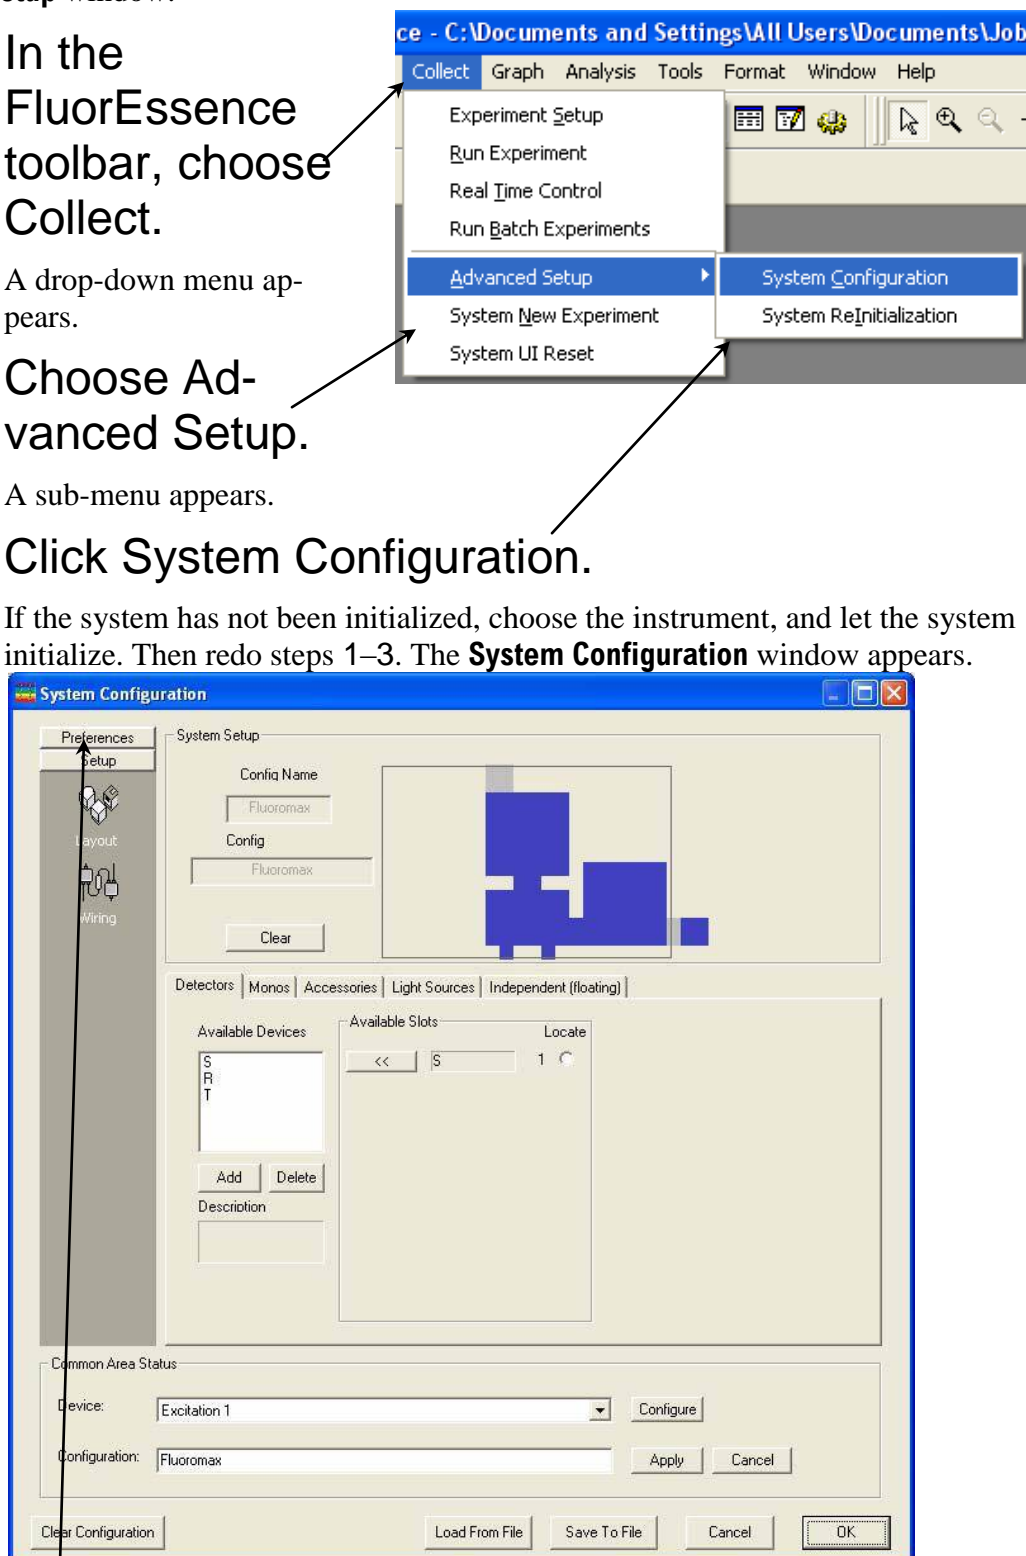 In the
FluorEssence
toolbar, choose
Collect.
A drop-down menu ap-
pears.
Choose Ad-
vanced Setup.
A sub-menu appears.
ce - C:\Documents and Settings\All Users\Documents\Job
Collect Graph Analysis Tools Format Window Help
Experiment Setup
Run Experiment
Real Time Control
Run Batch Experiments
Advanced Setup
System New Experiment
System UI Reset
System Configuration
System ReInitialization
Click System Configuration.
If the system has not been initialized, choose the instrument, and let the system
initialize. Then redo steps 1–3. The System Configuration window appears.
System Configuration
Preferences
Setup
Layout
Wiring
System Setup
Config Name
Fluoromax
Config
Fluoromax
Clear
Detectors Monos Accessories Light Sources Independent (floating)
Available Devices
S
R
T
Add Delete
Description
Available Slots
Locate
<< S 1
Common Area Status
Device: Excitation 1 Configure
Configuration: Fluoromax Apply Cancel
Clear Configuration Load From File Save To File Cancel OK